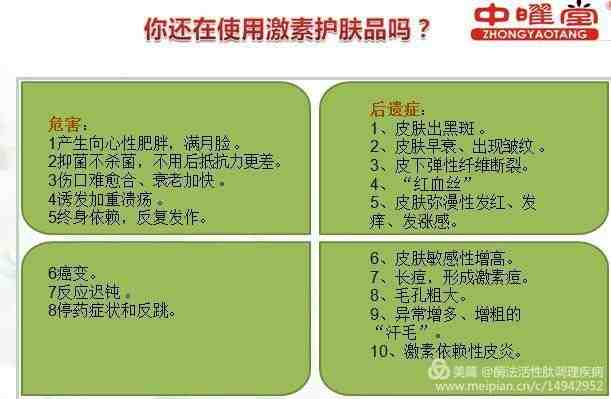 你还在使用激素护肤品吗？
中曜堂
ZHONGYAOTANG
危害：
1产生向心性肥胖，满月脸。
2抑菌不杀菌，不用后抵抗力更差。
3伤口难愈合、衰老加快。
4诱发加重溃疡。
5终身依赖，反复发作。
后遗症：
1、皮肤出黑斑。
2、皮肤早衰、出现皱纹。
3、皮下弹性纤维断裂。
4、“红血丝”
5、皮肤弥漫性发红、发
痒、发涨感。
6癌变。
7反应迟钝。
8停药症状和反跳。
6、皮肤敏感性增高。
7、长痘，形成激素痘。
8、毛孔粗大。
9、异常增多、增粗的
“汗毛”。
10、激素依赖性皮炎。
美篇 @酶法活性肽调理疾病
www.meipian.cn/c/14942952